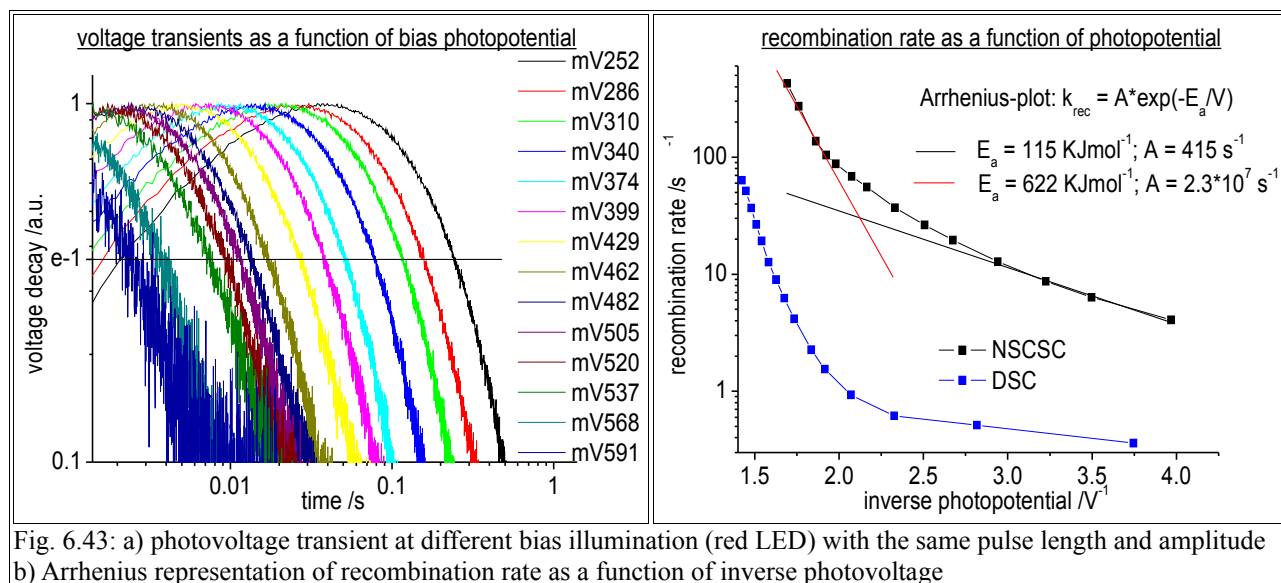 voltage transients as a function of bias photopotential
mV252
mV286
mV310
mV340
mV374
mV399
mV429
mV462
mV482
mV505
mV520
mV537
mV568
mV591
1
e-1
0.1
voltage decay /a.u.
0.01
0.1
1
time /s
recombination rate as a function of photopotential
Arrhenius-plot: k_rec = A*exp(-E_a/V)
E_a = 115 KJmol⁻¹; A = 415 s⁻¹
E_a = 622 KJmol⁻¹; A = 2.3*10⁷ s⁻¹
NSCSC
DSC
100
10
1
recombination rate /s⁻¹
1.5
2.0
2.5
3.0
3.5
4.0
inverse photopotential /V⁻¹
Fig. 6.43: a) photovoltage transient at different bias illumination (red LED) with the same pulse length and amplitude
b) Arrhenius representation of recombination rate as a function of inverse photovoltage